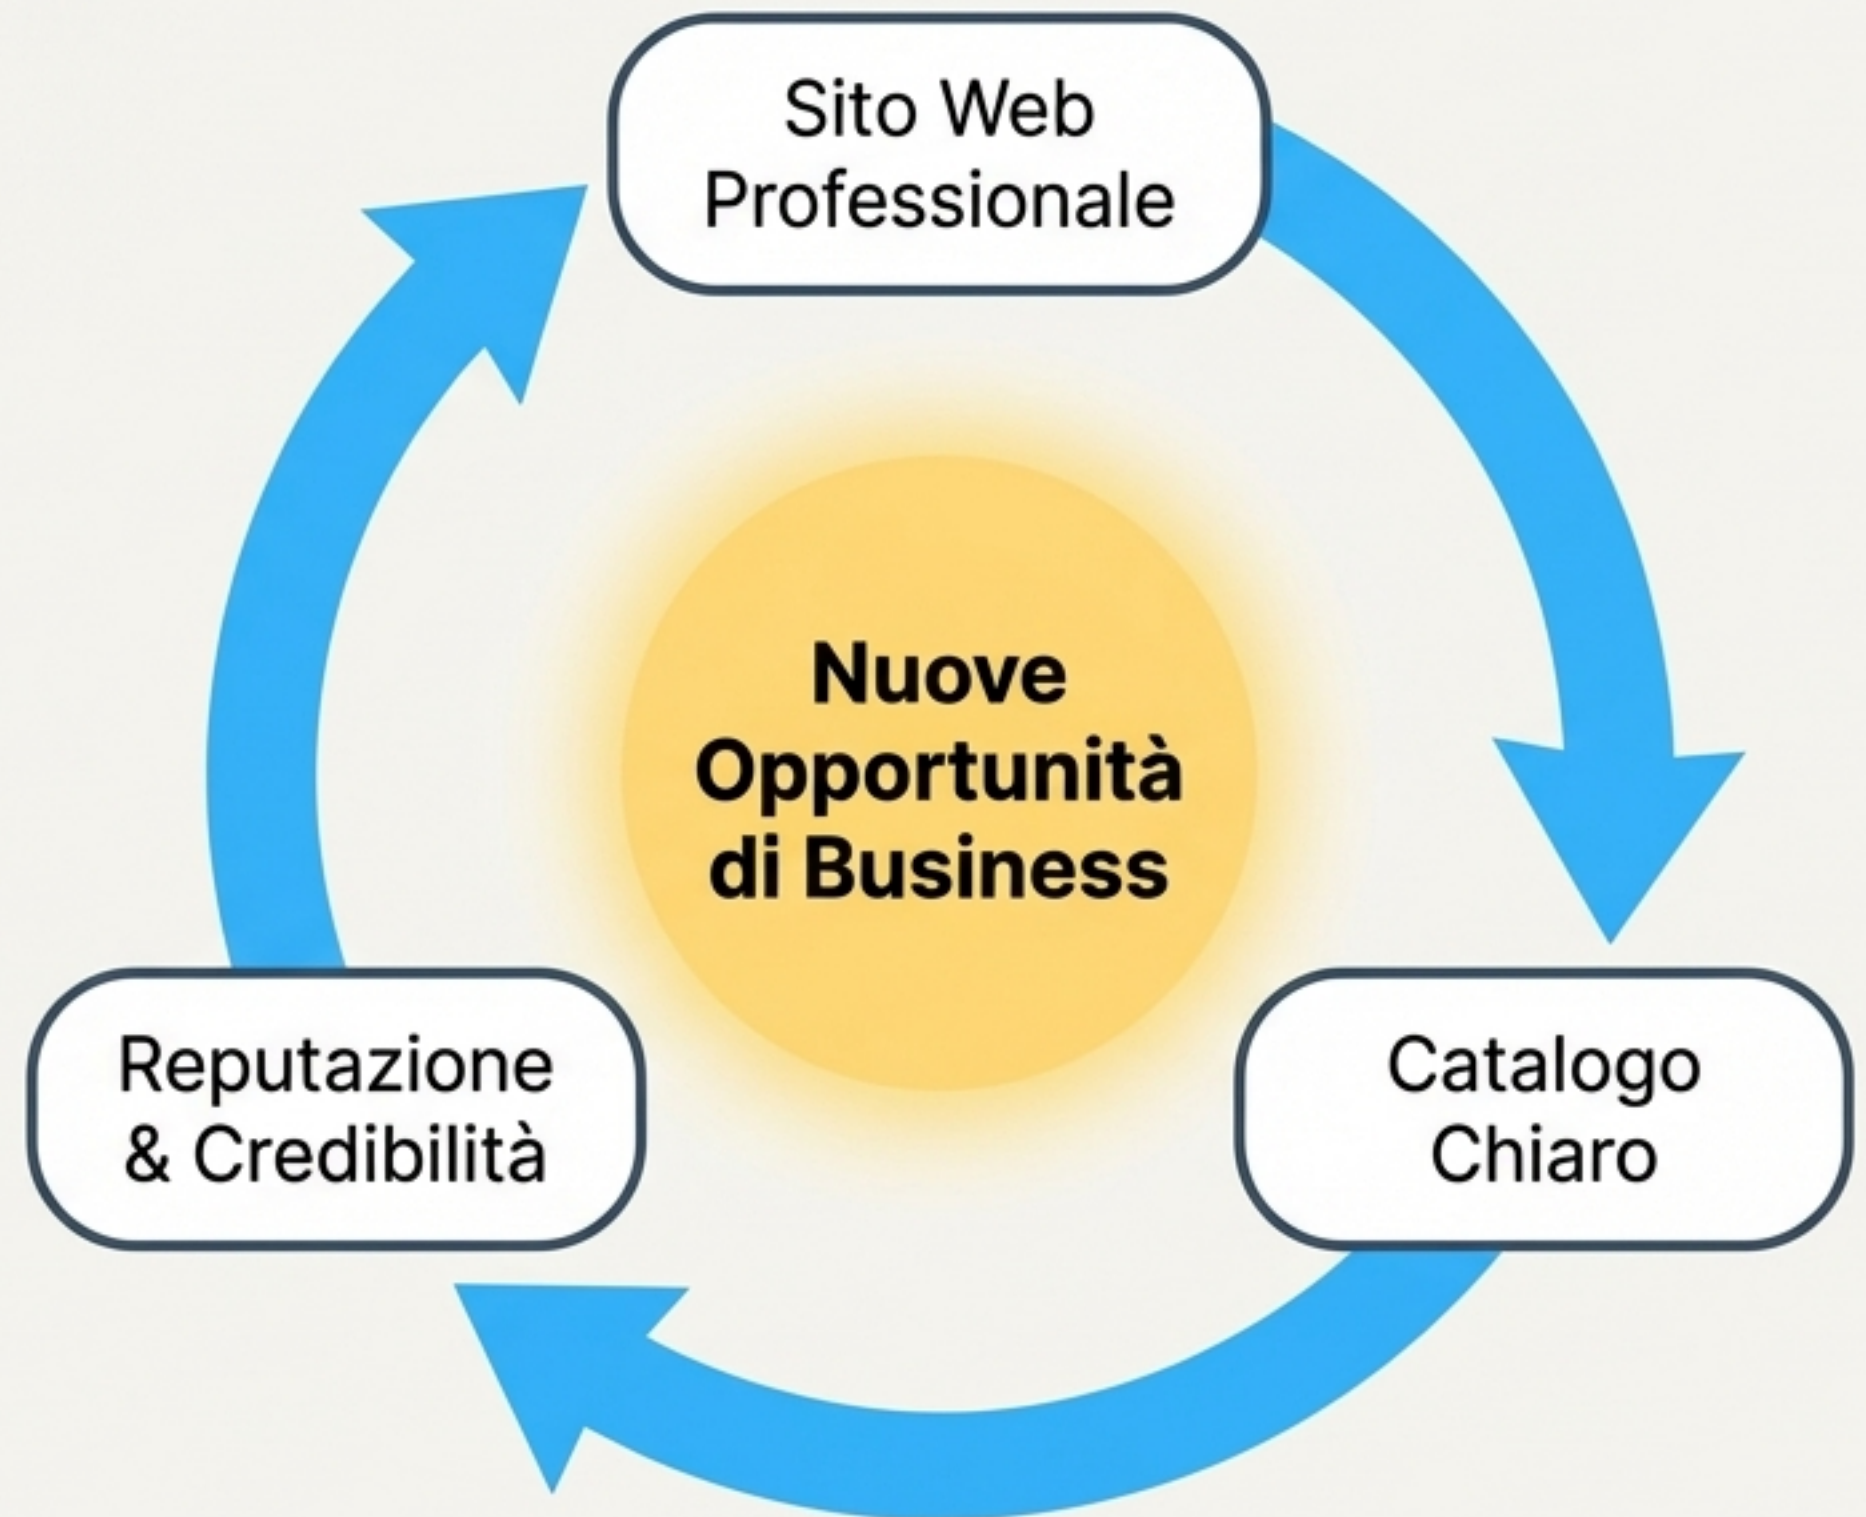 Sito Web
Professionale
Nuove
Opportunità
di Business
Reputazione
& Credibilità
Catalogo
Chiaro